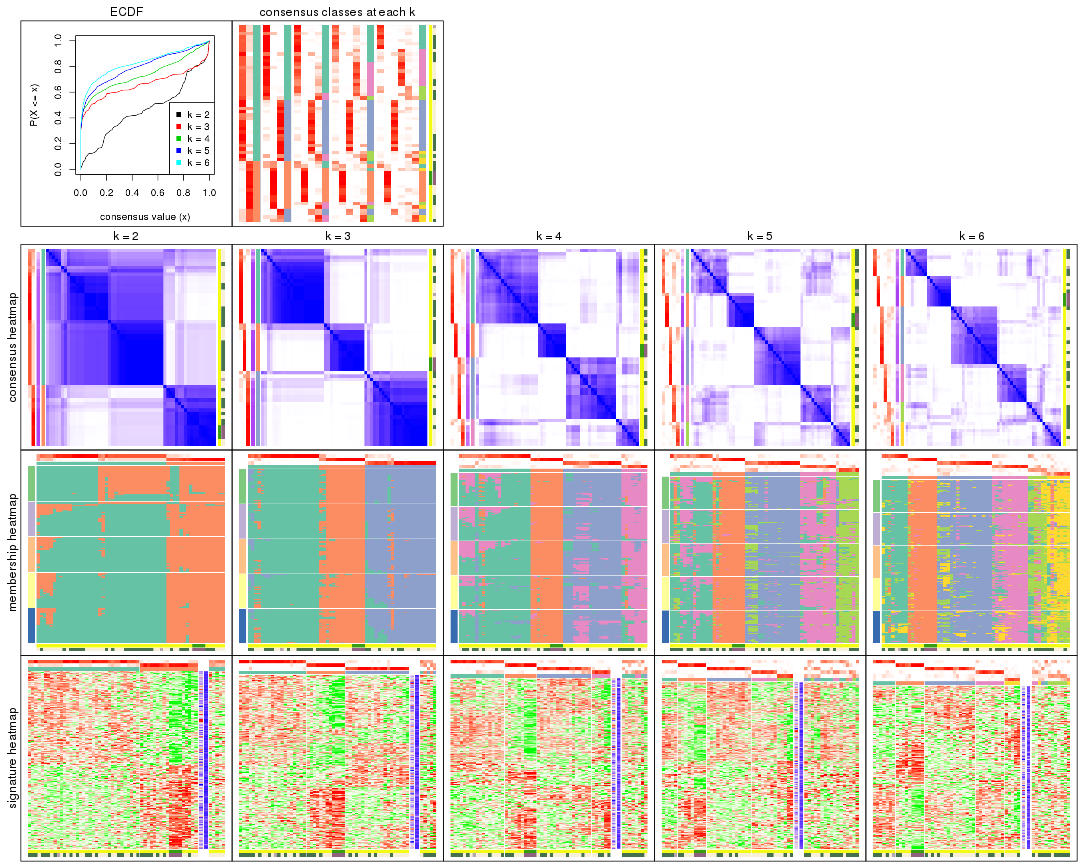 ECDF
consensus classes at each k
P(X <= x)
1.0
0.8
0.6
0.4
0.2
0.0
k = 2
k = 3
k = 4
k = 5
k = 6
0.0 0.2 0.4 0.6 0.8 1.0
consensus value (x)
k = 2 k = 3 k = 4 k = 5 k = 6
consensus heatmap
membership heatmap
signature heatmap